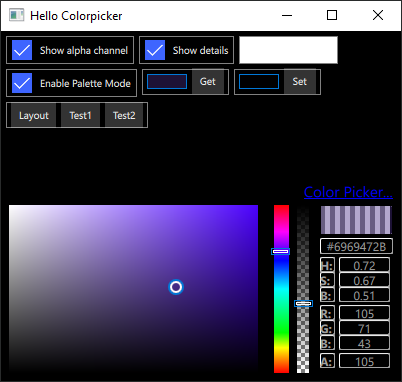 Hello Colorpicker
Show alpha channel
Show details
Enable Palette Mode
Get
Set
Layout
Test1
Test2
Color Picker...
#6969472B
H: 0.72
S: 0.67
B: 0.51
R: 105
G: 71
B: 43
A: 105